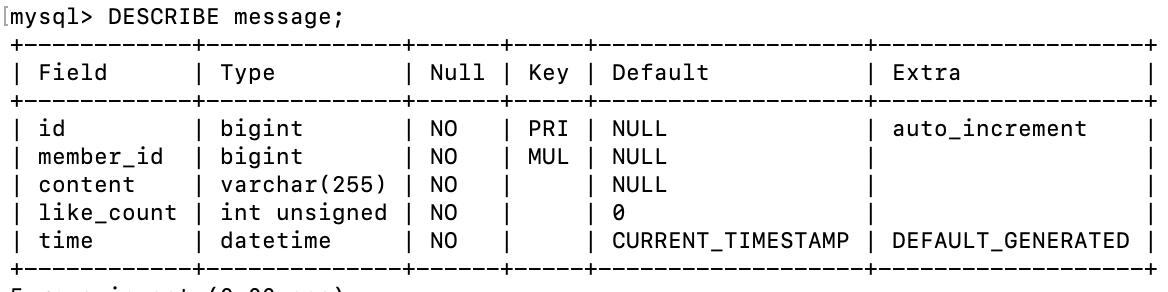 [mysql> DESCRIBE message;
+------------+--------------+------+-----+-------------------+-------------------+
| Field      | Type         | Null | Key | Default           | Extra             |
+------------+--------------+------+-----+-------------------+-------------------+
| id         | bigint       | NO   | PRI | NULL              | auto_increment    |
| member_id  | bigint       | NO   | MUL | NULL              |                   |
| content    | varchar(255) | NO   |     | NULL              |                   |
| like_count | int unsigned | NO   |     | 0                 |                   |
| time       | datetime     | NO   |     | CURRENT_TIMESTAMP | DEFAULT_GENERATED |
+------------+--------------+------+-----+-------------------+-------------------+